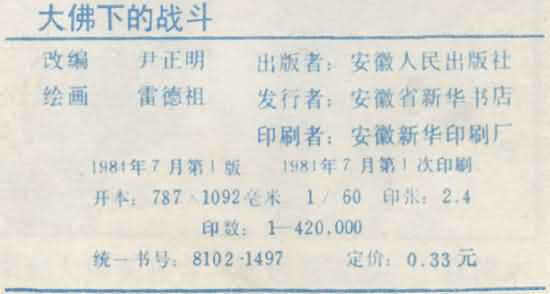 大佛下的战斗
改编 尹正明 出版者：安徽人民出版社
绘画 雷德祖 发行者：安徽省新华书店
印刷者：安徽新华印刷厂
1984年7月第1版 1984年7月第1次印刷
开本：787×1092毫米 1/60 印张：2.4
印数：1—420,000
统一书号：8102·1497 定价：0.33元